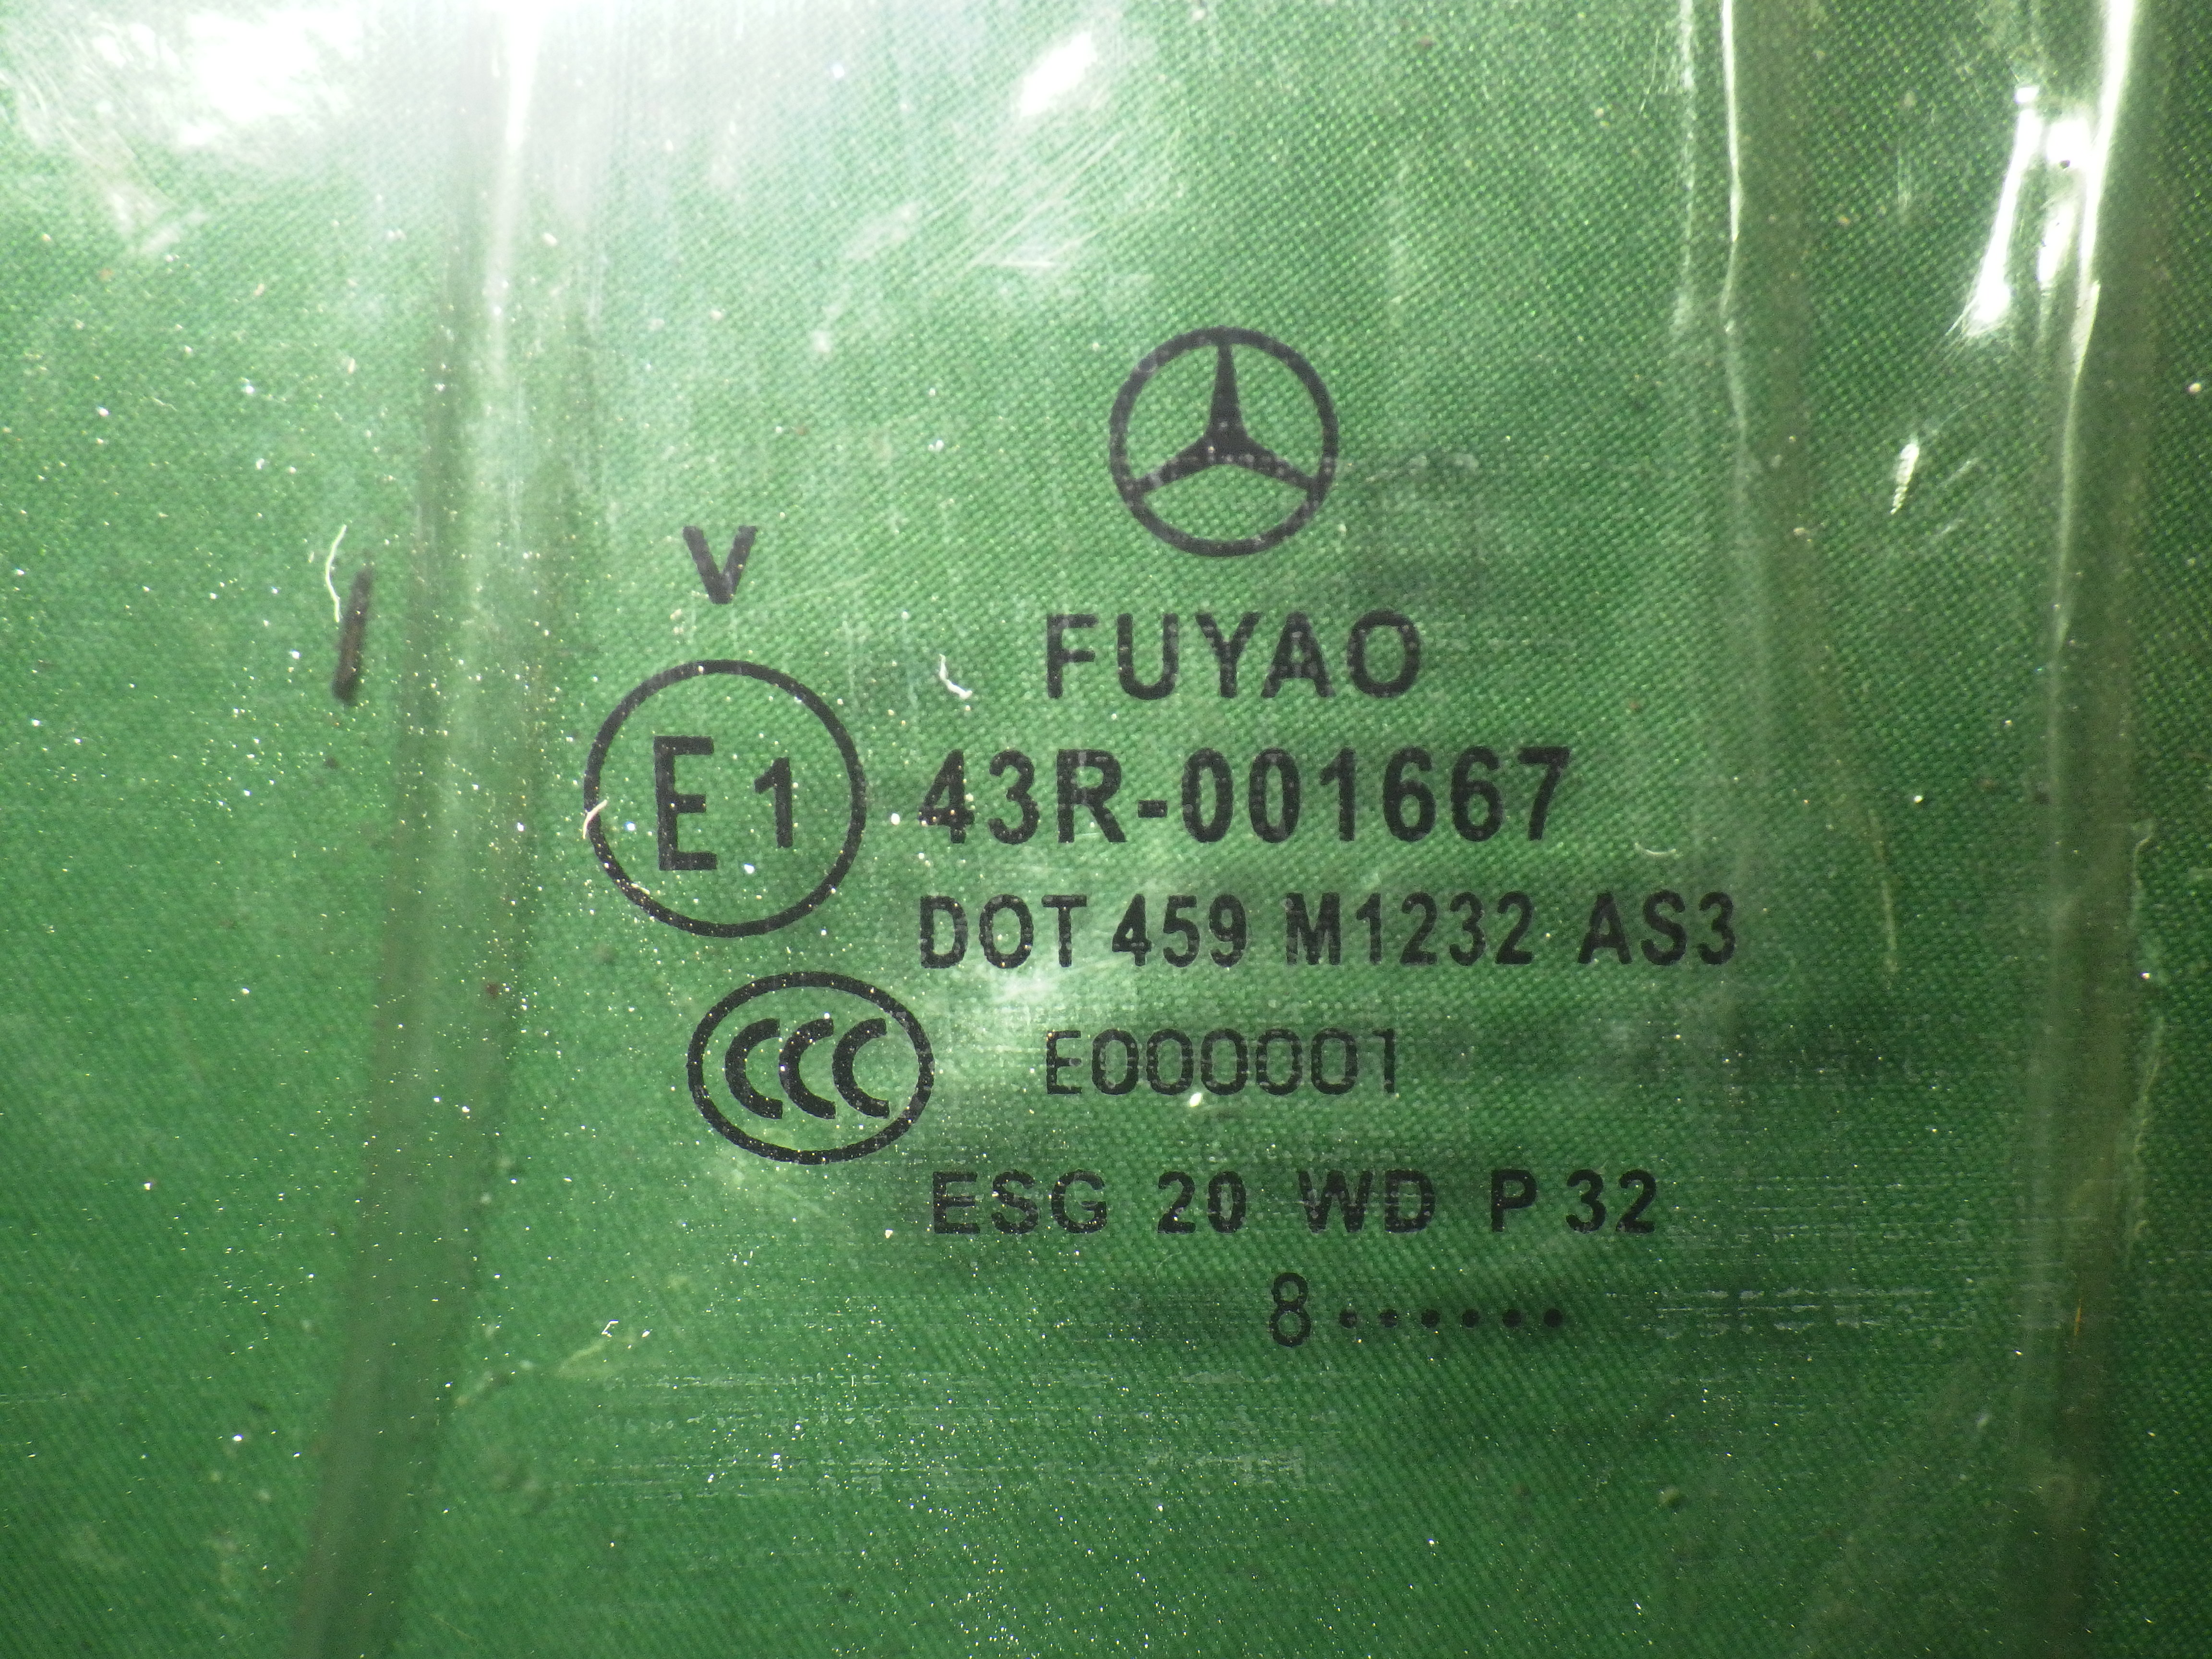 V
FUYAO
E1 43R-001667
DOT 459 M1232 AS3
CCC E000001
ESG 20 WD P 32
8......